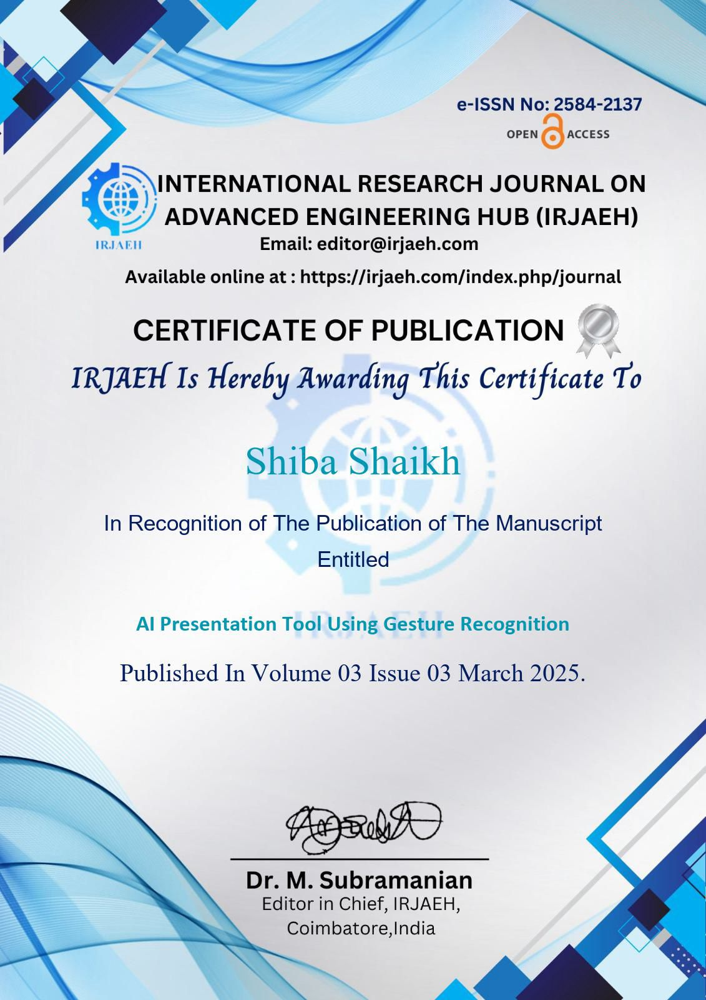 e-ISSN No: 2584-2137
OPEN ACCESS
INTERNATIONAL RESEARCH JOURNAL ON
ADVANCED ENGINEERING HUB (IRJAEH)
IRJAEH
Email: editor@irjaeh.com
Available online at : https://irjaeh.com/index.php/journal
CERTIFICATE OF PUBLICATION
IRJAEH Is Hereby Awarding This Certificate To
Shiba Shaikh
In Recognition of The Publication of The Manuscript
Entitled
IRJAEH
AI Presentation Tool Using Gesture Recognition
Published In Volume 03 Issue 03 March 2025.
Dr. M. Subramanian
Editor in Chief, IRJAEH,
Coimbatore,India